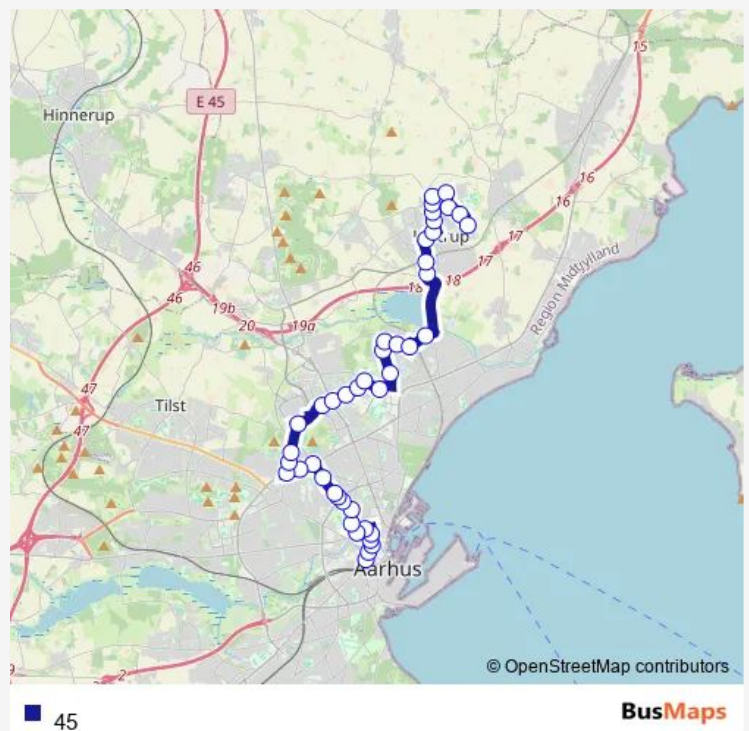 15
Hinnerup
E 45
16
16
17
17
18
18
46
46
19b
20
19a
Region Midtjylland
47
47
Tilst
Aarhus
2
© OpenStreetMap contributors
45
BusMaps